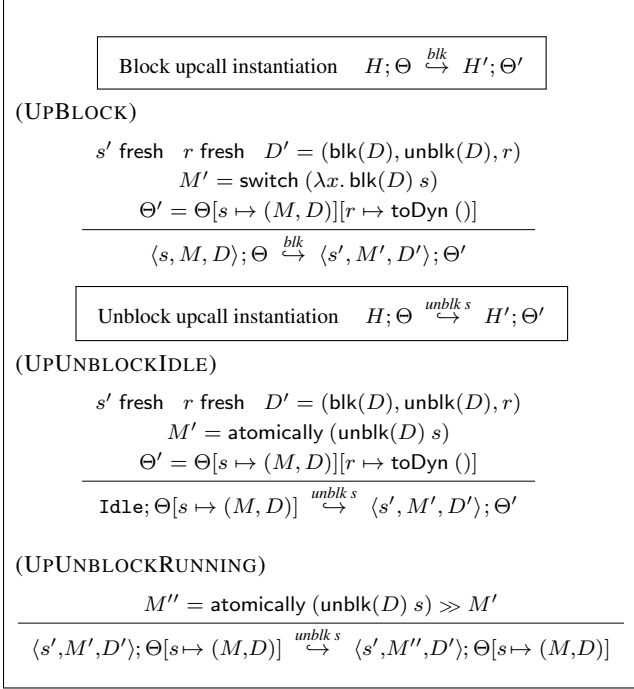 Block upcall instantiation H; Θ ↪^{blk} H′; Θ′
(UPBLOCK)
s′ fresh r fresh D′ = (blk(D), unblk(D), r)
M′ = switch (λx. blk(D) s)
Θ′ = Θ[s ↦ (M, D)][r ↦ toDyn ()]
⟨s, M, D⟩; Θ ↪^{blk} ⟨s′, M′, D′⟩; Θ′
Unblock upcall instantiation H; Θ ↪^{unblk s} H′; Θ′
(UPUNBLOCKIDLE)
s′ fresh r fresh D′ = (blk(D), unblk(D), r)
M′ = atomically (unblk(D) s)
Θ′ = Θ[s ↦ (M, D)][r ↦ toDyn ()]
Idle; Θ[s ↦ (M, D)] ↪^{unblk s} ⟨s′, M′, D′⟩; Θ′
(UPUNBLOCKRUNNING)
M″ = atomically (unblk(D) s) ≫ M′
⟨s′,M′,D′⟩; Θ[s ↦ (M,D)] ↪^{unblk s} ⟨s′,M″,D′⟩; Θ[s ↦ (M,D)]